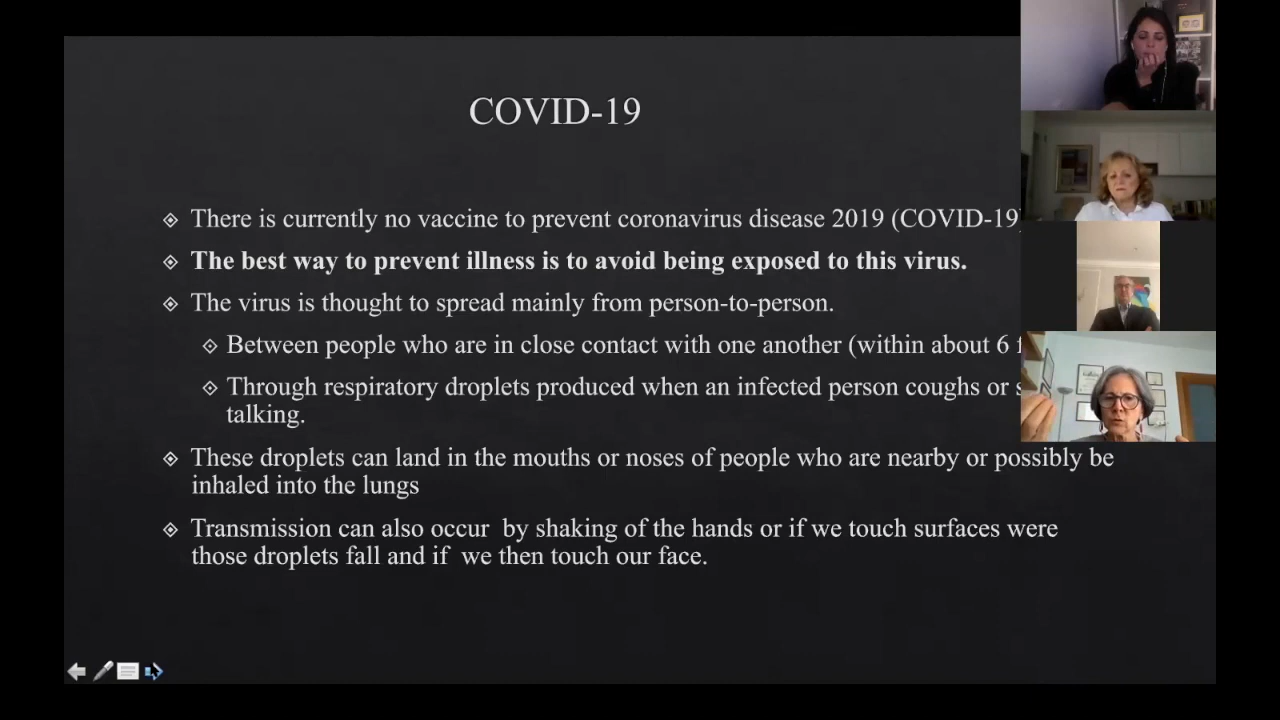 COVID-19
There is currently no vaccine to prevent coronavirus disease 2019 (COVID-19)
The best way to prevent illness is to avoid being exposed to this virus.
The virus is thought to spread mainly from person-to-person.
Between people who are in close contact with one another (within about 6
Through respiratory droplets produced when an infected person coughs or
talking.
These droplets can land in the mouths or noses of people who are nearby or possibly be
inhaled into the lungs
Transmission can also occur by shaking of the hands or if we touch surfaces were
those droplets fall and if we then touch our face.